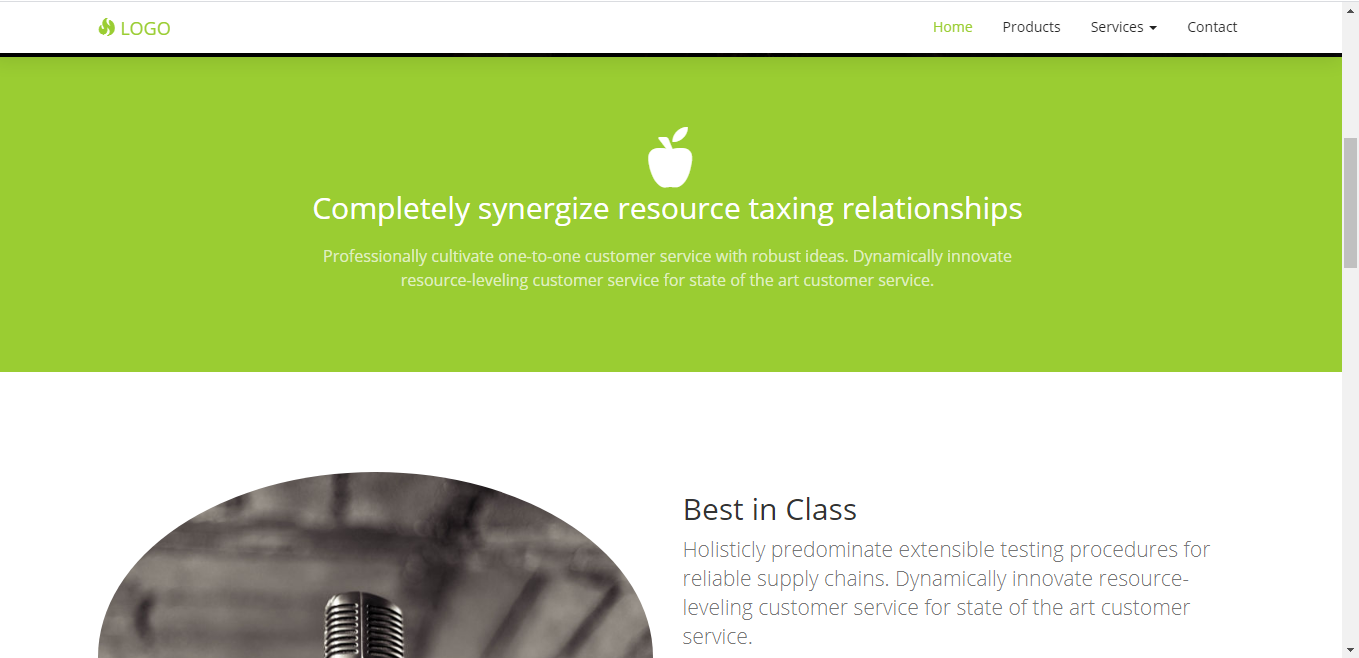 LOGO
Home Products Services Contact
Completely synergize resource taxing relationships
Professionally cultivate one-to-one customer service with robust ideas. Dynamically innovate
resource-leveling customer service for state of the art customer service.
Best in Class
Holisticly predominate extensible testing procedures for
reliable supply chains. Dynamically innovate resource-
leveling customer service for state of the art customer
service.